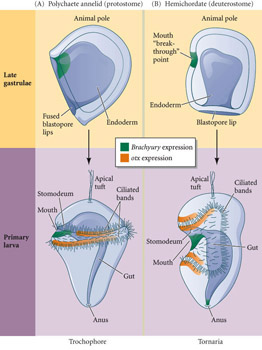 (A) Polychaete annelid (protostome)
(B) Hemichordate (deuterostome)
Animal pole
Animal pole
Mouth
"break-
through"
point
Late
gastrulae
Endoderm
Endoderm
Fused
blastopore
lips
Blastopore lip
Brachyury expression
otx expression
Apical
tuft
Ciliated
bands
Stomodeum
Mouth
Apical
tuft
Ciliated
bands
Stomodeum
Mouth
Primary
larva
Gut
Gut
Anus
Anus
Trochophore
Tornaria